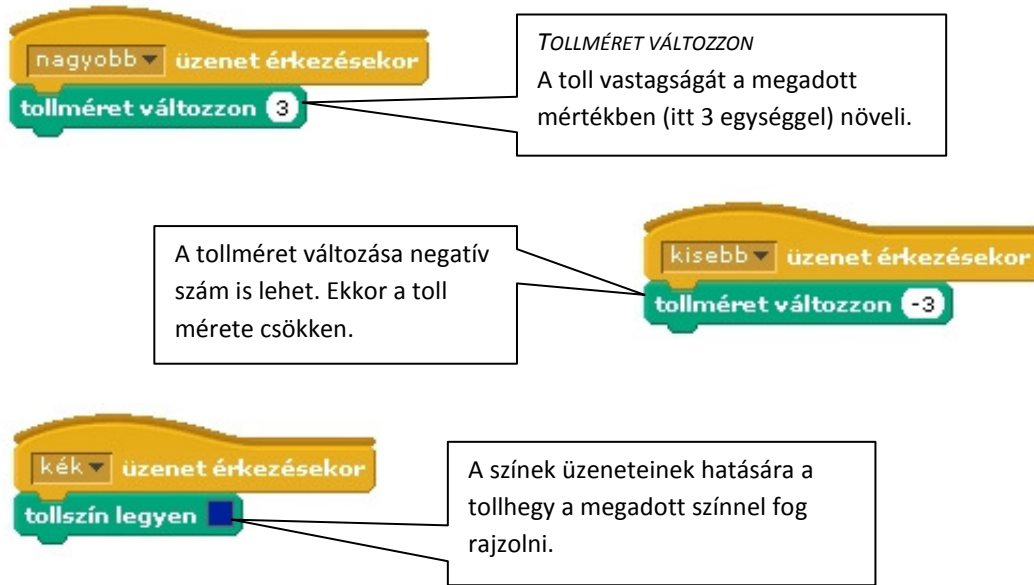 nagyobb üzenet érkezésekor
tollméret változzon 3
TOLLMÉRET VÁLTOZZON
A toll vastagságát a megadott
mértékben (itt 3 egységgel) növeli.
A tollméret változása negatív
szám is lehet. Ekkor a toll
mérete csökken.
kisebb üzenet érkezésekor
tollméret változzon -3
kék üzenet érkezésekor
tollszín legyen
A színek üzeneteinek hatására a
tollhegy a megadott színnel fog
rajzolni.